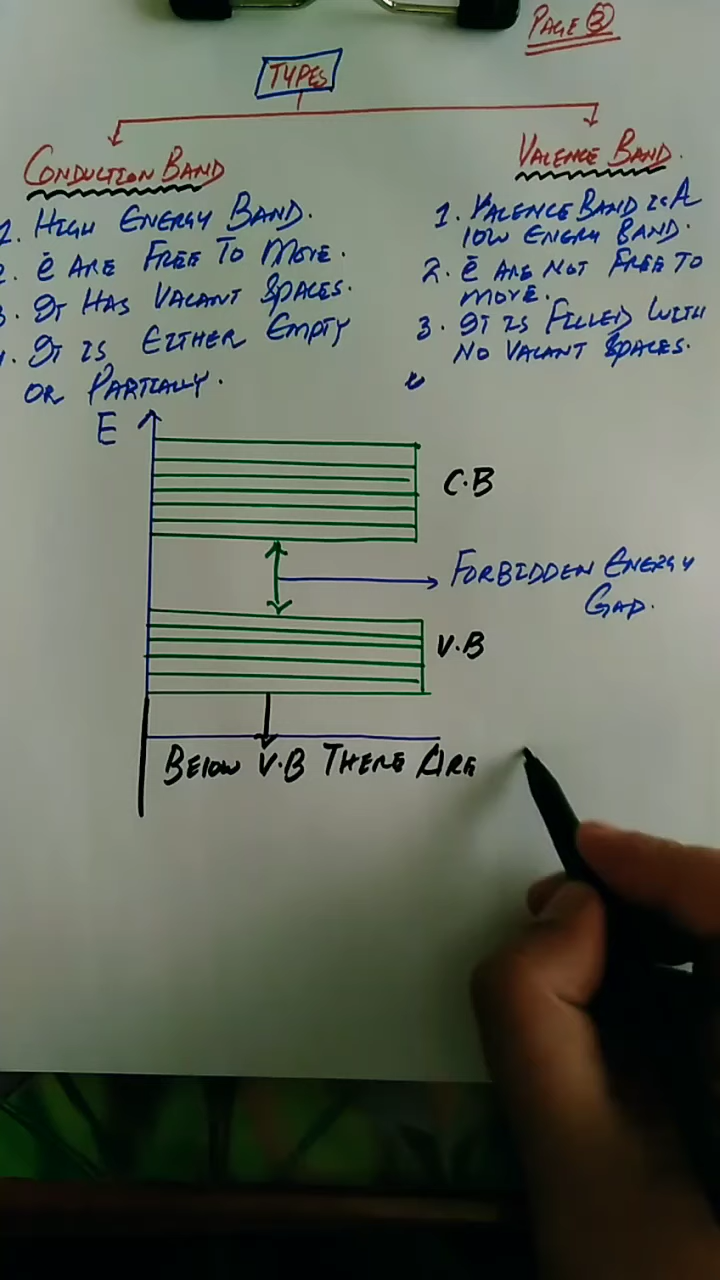 PAGE 3
TYPES
CONDUCTION BAND
1. HIGH ENERGY BAND.
2. ē ARE FREE TO MOVE.
3. IT HAS VACANT SPACES.
4. IT IS EITHER EMPTY
OR PARTIALLY.
VALENCE BAND.
1. VALENCE BAND IS A
LOW ENGRY BAND.
2. ē ARE NOT FREE TO
MOVE.
3. IT IS FILLED WITH
NO VACANT SPACES.
E
C.B
FORBIDDEN ENERGY
GAP.
V.B
BELOW V.B THERE ARE